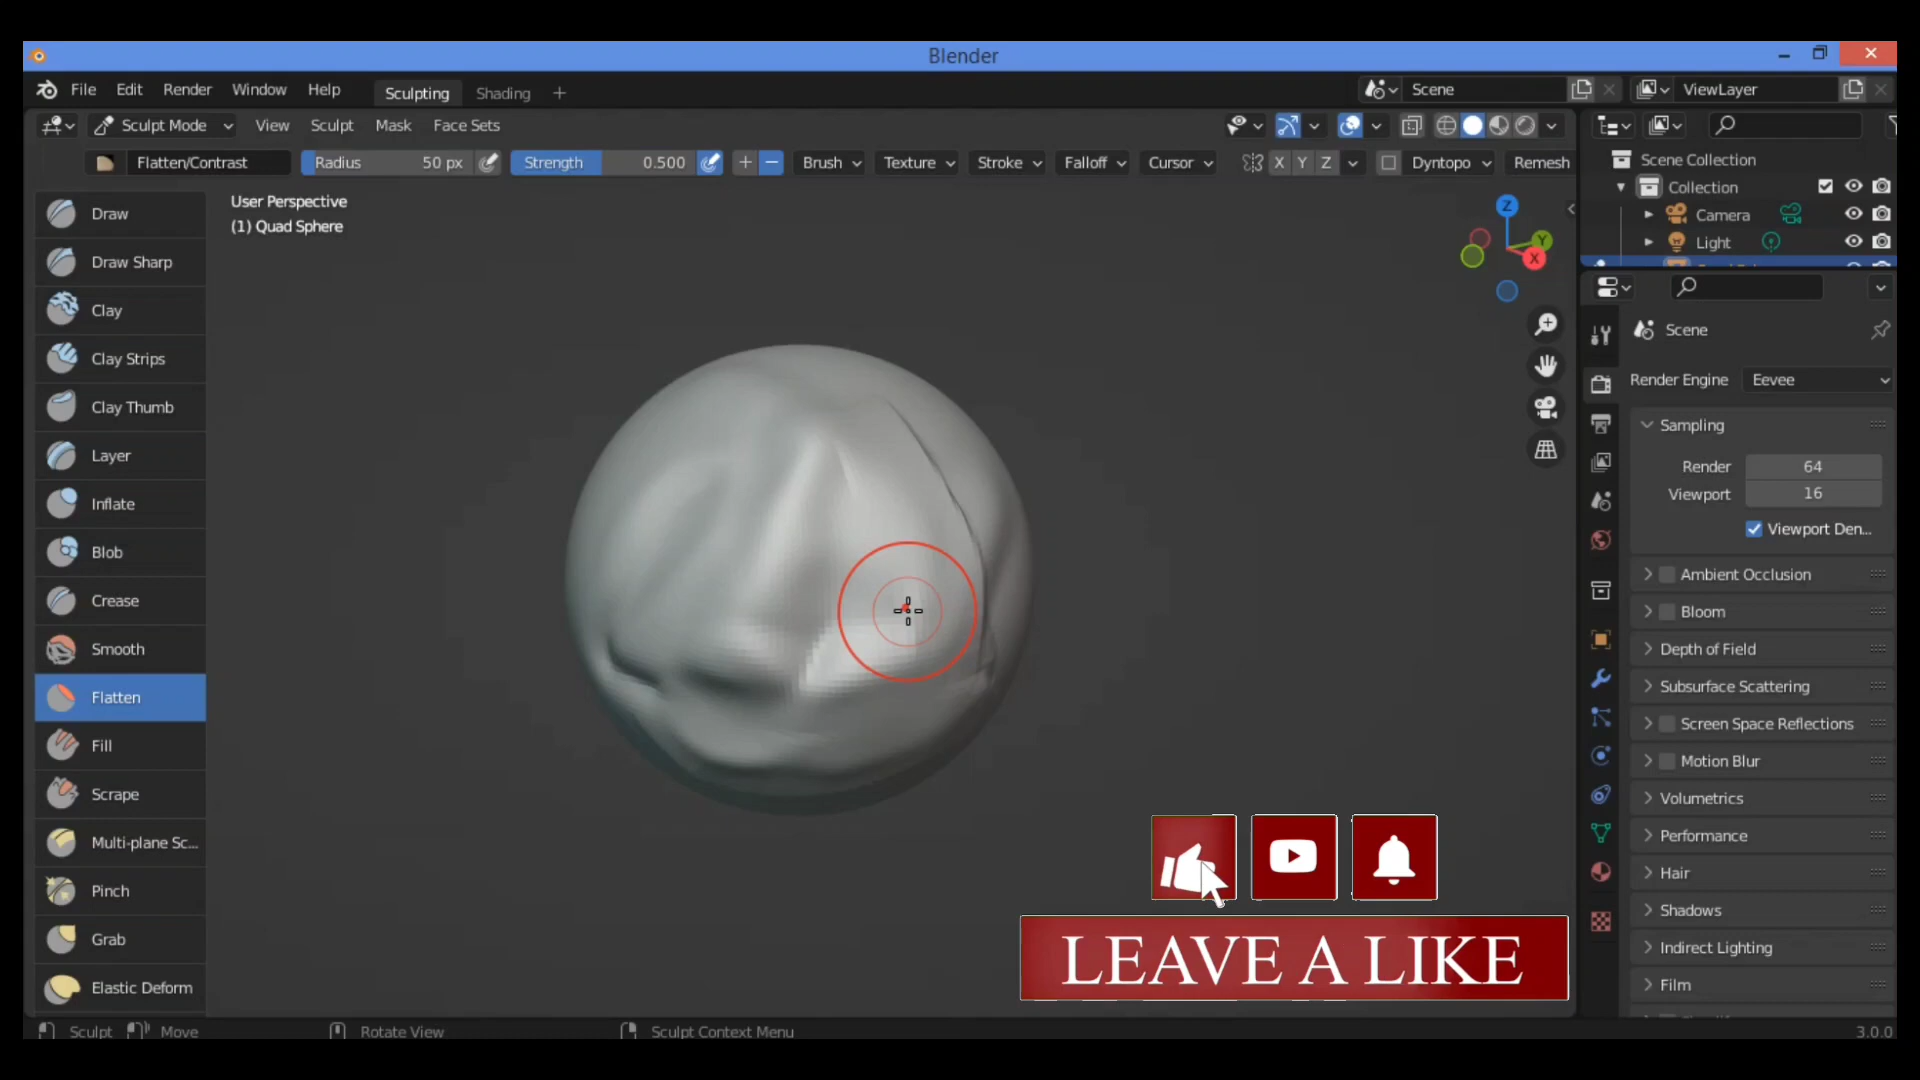 Blender
File Edit Render Window Help Sculpting Shading + Scene ViewLayer
Sculpt Mode View Sculpt Mask Face Sets
Flatten/Contrast Radius 50 px Strength 0.500 + − Brush Texture Stroke Falloff Cursor X Y Z Dyntopo Remesh
User Perspective
(1) Quad Sphere
Z
Y
X
Draw
Draw Sharp
Clay
Clay Strips
Clay Thumb
Layer
Inflate
Blob
Crease
Smooth
Flatten
Fill
Scrape
Multi-plane Sc...
Pinch
Grab
Elastic Deform
Scene Collection
Collection
Camera
Light
Scene
Render Engine Eevee
Sampling
Render 64
Viewport 16
Viewport Den...
Ambient Occlusion
Bloom
Depth of Field
Subsurface Scattering
Screen Space Reflections
Motion Blur
Volumetrics
Performance
Hair
Shadows
Indirect Lighting
Film
LEAVE A LIKE
Sculpt Move Rotate View Sculpt Context Menu 3.0.0